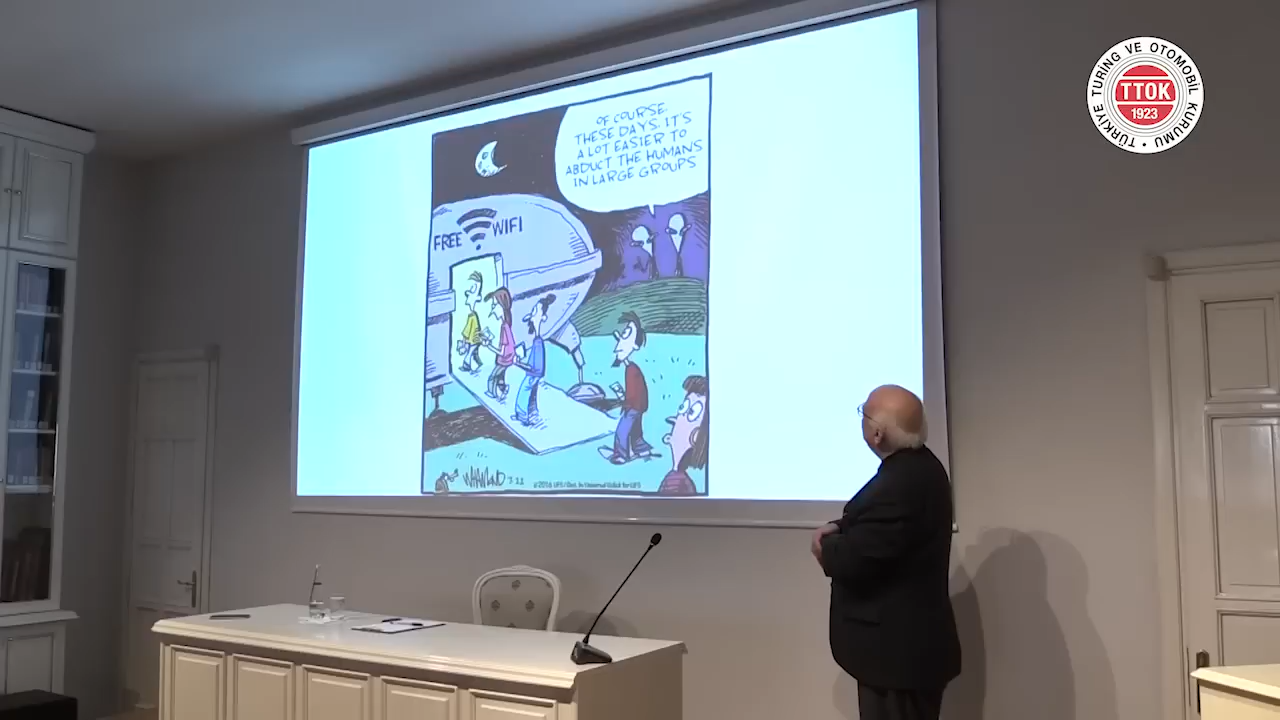 OF COURSE.
THESE DAYS, IT'S
A LOT EASIER TO
ABDUCT THE HUMANS
IN LARGE GROUPS
FREE WIFI
TÜRKİYE TURİNG VE OTOMOBİL KURUMU
TTOK
1923